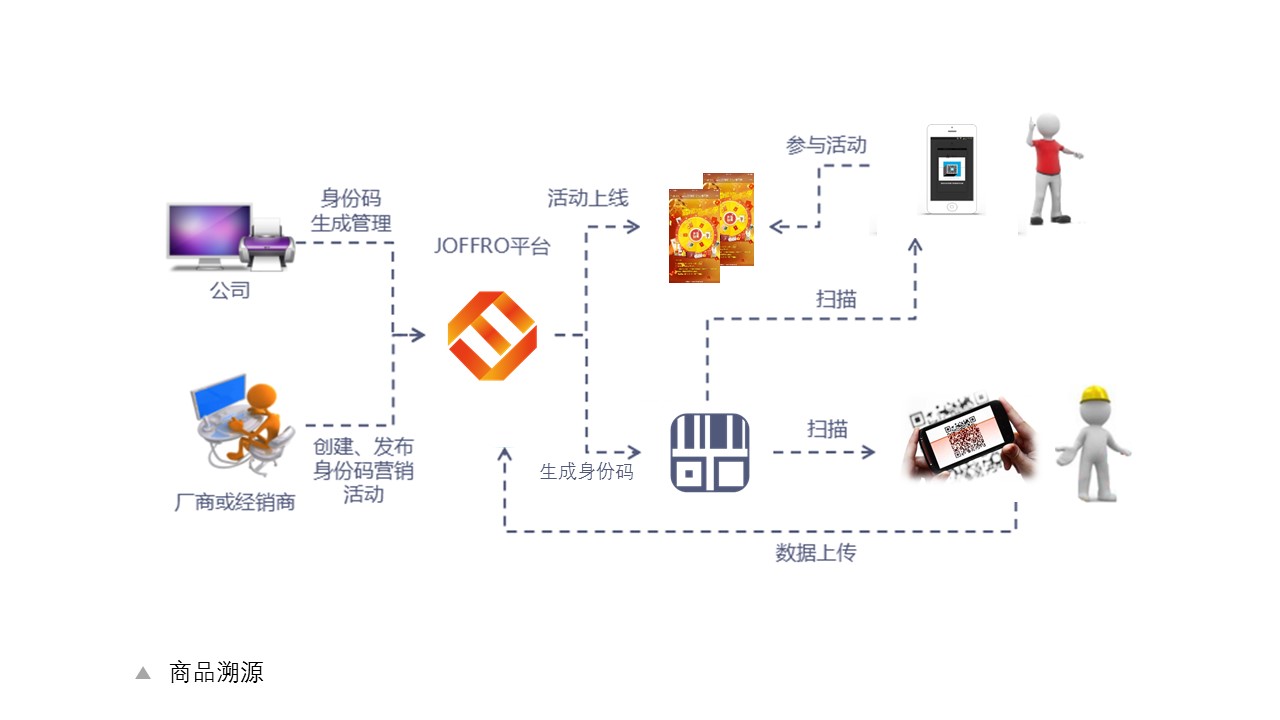 参与活动
身份码
生成管理
活动上线
JOFFRO平台
公司
扫描
创建、发布
身份码营销
活动
厂商或经销商
生成身份码
扫描
数据上传
商品溯源